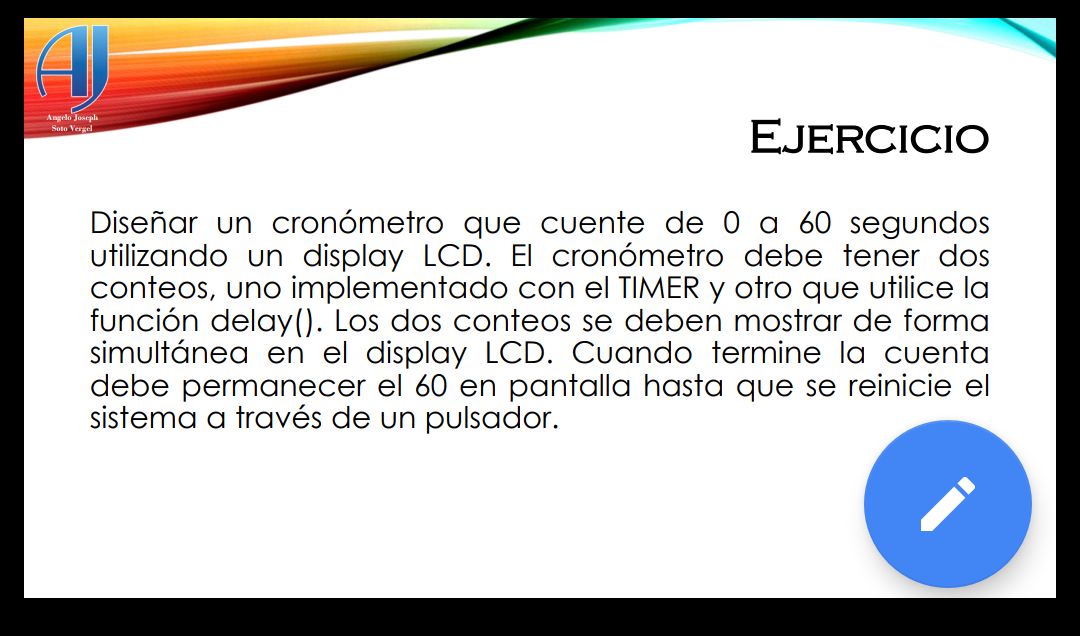 Angelo Joseph
Soto Vergel
EJERCICIO
Diseñar un cronómetro que cuente de 0 a 60 segundos
utilizando un display LCD. El cronómetro debe tener dos
conteos, uno implementado con el TIMER y otro que utilice la
función delay(). Los dos conteos se deben mostrar de forma
simultánea en el display LCD. Cuando termine la cuenta
debe permanecer el 60 en pantalla hasta que se reinicie el
sistema a través de un pulsador.